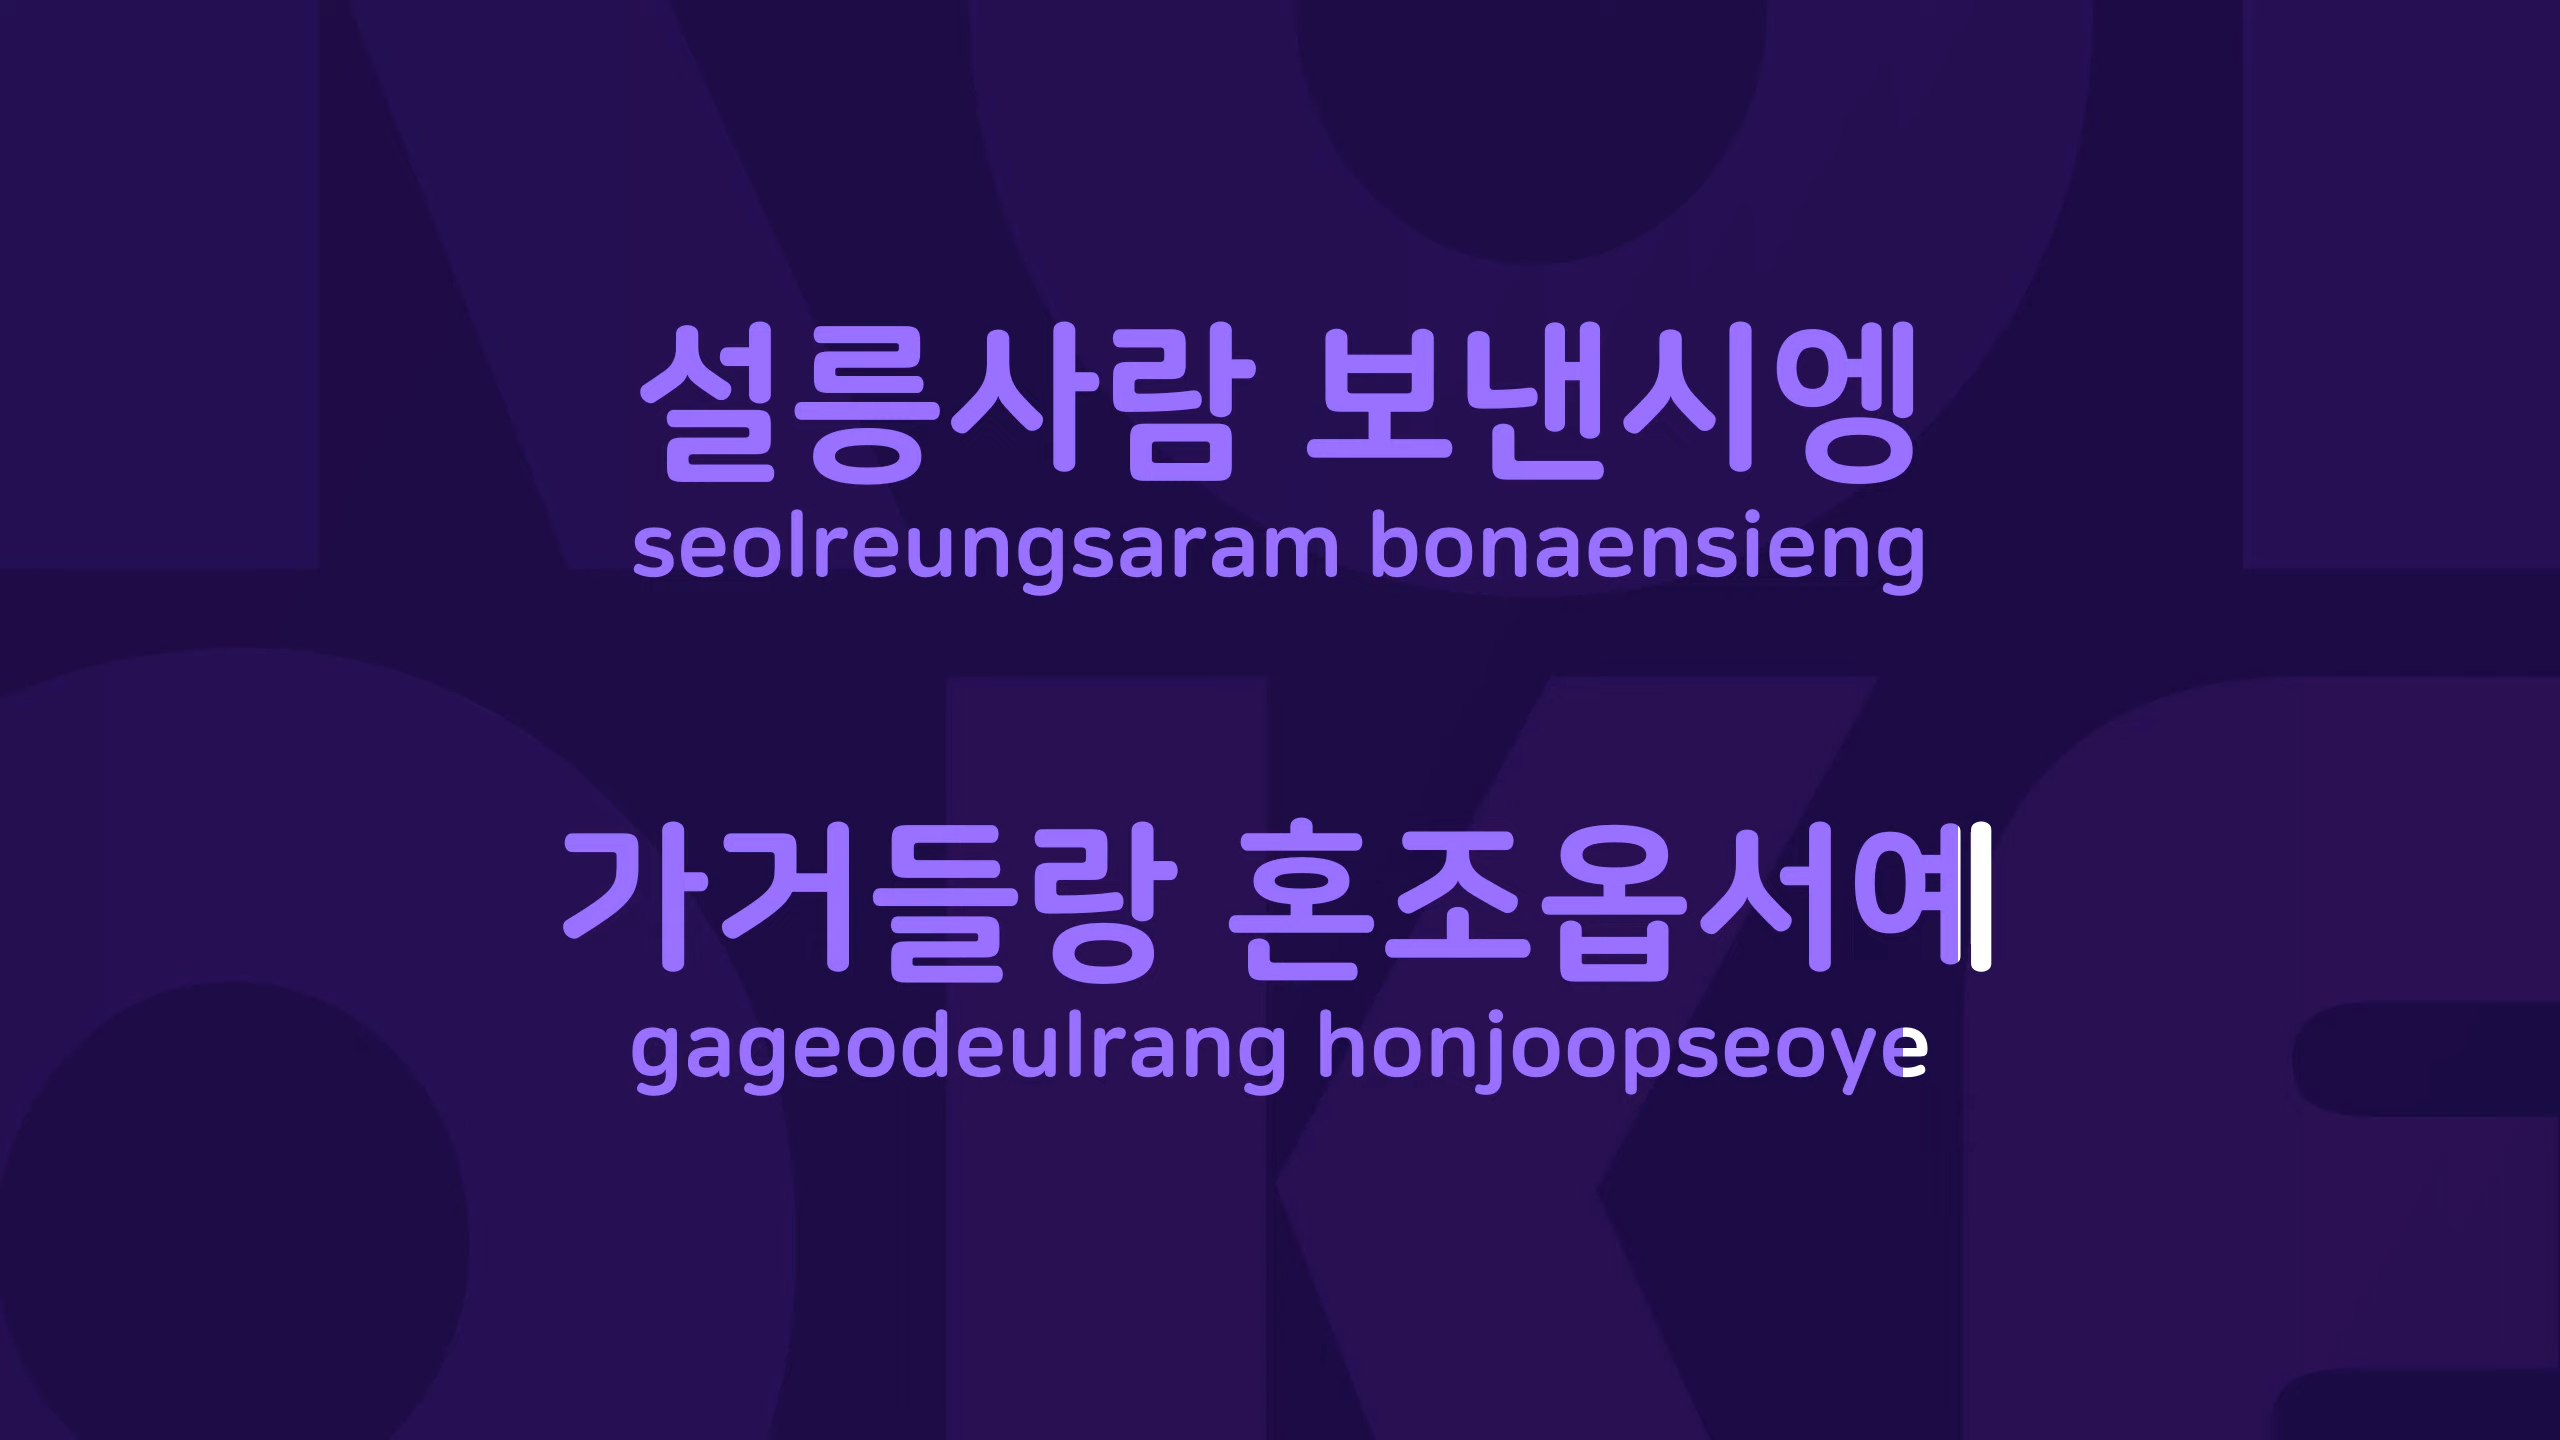 설릉사람 보낸시엥
seolreungsaram bonaensieng
가거들랑 혼조옵서예
gageodeulrang honjoopseoye